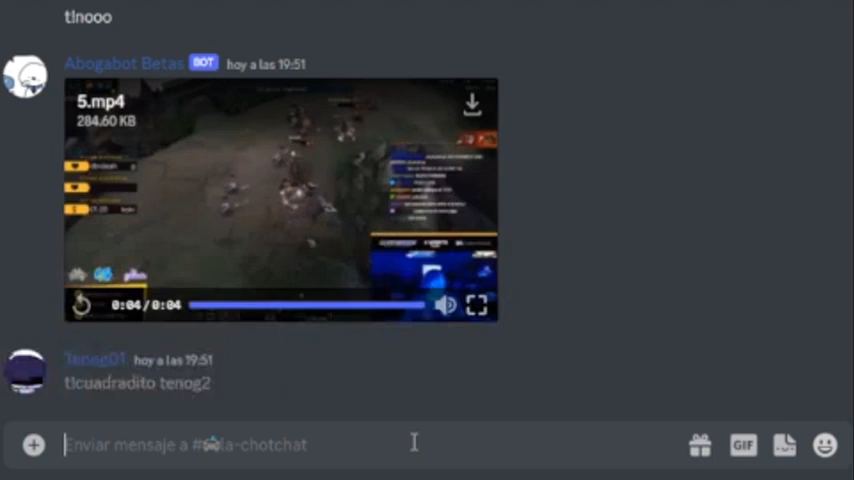 t!nooo
Abogabot Betas BOT hoy a las 19:51
5.mp4
284.60 KB
0:04/0:04
Tenog01 hoy a las 19:51
t!cuadradito tenog2
Enviar mensaje a #🚓la-chotchat
GIF